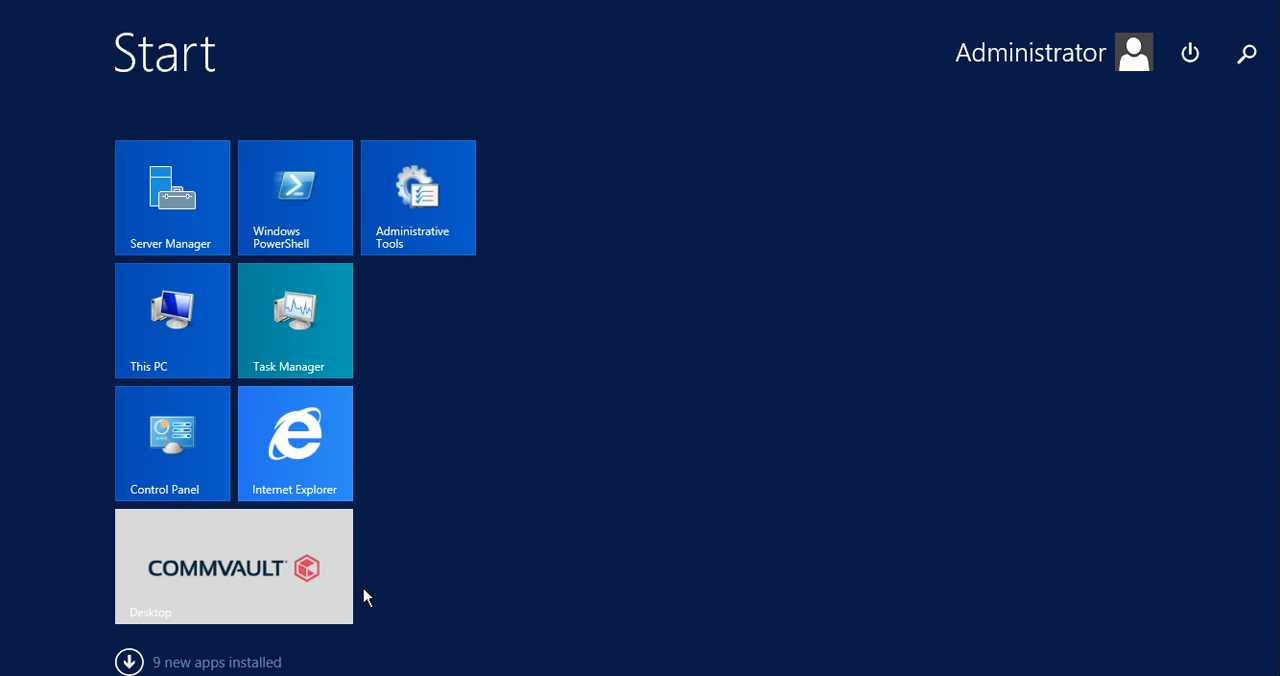 Start
Administrator
Server Manager
Windows
PowerShell
Administrative
Tools
This PC
Task Manager
Control Panel
Internet Explorer
COMMVAULT
Desktop
9 new apps installed